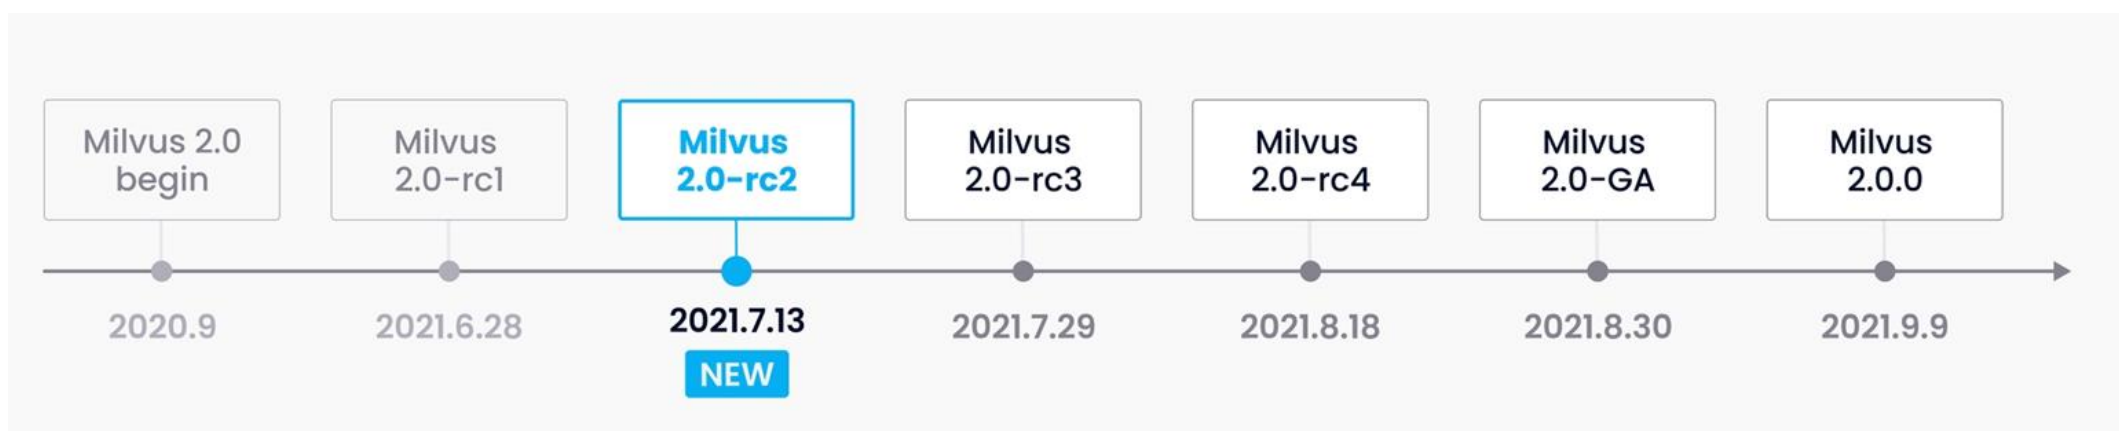 Milvus 2.0
begin
Milvus
2.0-rc1
Milvus
2.0-rc2
Milvus
2.0-rc3
Milvus
2.0-rc4
Milvus
2.0-GA
Milvus
2.0.0
2020.9
2021.6.28
2021.7.13
NEW
2021.7.29
2021.8.18
2021.8.30
2021.9.9